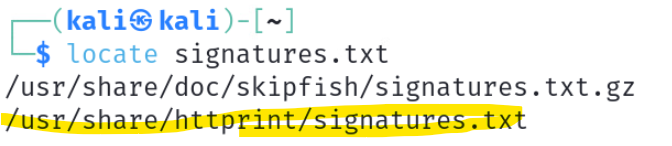 ┌──(kali㉿kali)-[~]
└─$ locate signatures.txt
/usr/share/doc/skipfish/signatures.txt.gz
/usr/share/httprint/signatures.txt